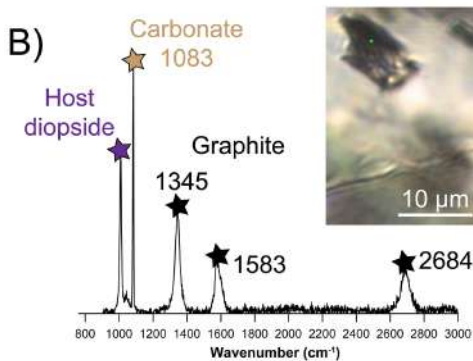 B)
Carbonate
1083
Host
diopside
Graphite
1345
1583
2684
10 µm
800 1000 1200 1400 1600 1800 2000 2200 2400 2600 2800 3000
Wavenumber (cm⁻¹)